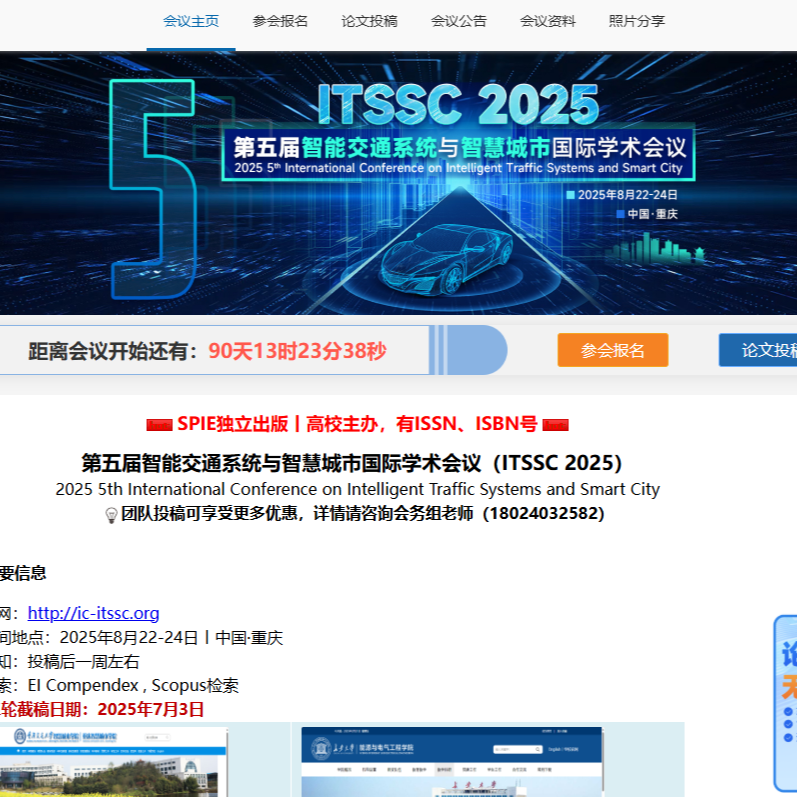 会议主页 参会报名 论文投稿 会议公告 会议资料 照片分享
ITSSC 2025
第五届智能交通系统与智慧城市国际学术会议
2025 5th International Conference on Intelligent Traffic Systems and Smart City
2025年8月22-24日
中国·重庆
距离会议开始还有：90天13时23分38秒
参会报名 论文投稿
SPIE独立出版丨高校主办，有ISSN、ISBN号
第五届智能交通系统与智慧城市国际学术会议（ITSSC 2025）
2025 5th International Conference on Intelligent Traffic Systems and Smart City
团队投稿可享受更多优惠，详情请咨询会务组老师（18024032582）
要信息
网：http://ic-itssc.org
间地点：2025年8月22-24日丨中国·重庆
知：投稿后一周左右
索：EI Compendex , Scopus检索
轮截稿日期：2025年7月3日
论
无